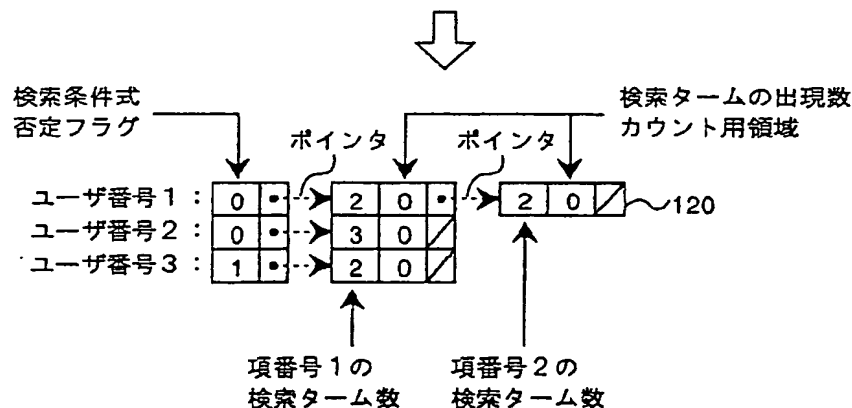 検索条件式
否定フラグ
検索タームの出現数
カウント用領域
ポインタ
ポインタ
ユーザ番号1: 0 2 0 2 0 120
ユーザ番号2: 0 3 0
ユーザ番号3: 1 2 0
項番号1の
検索ターム数
項番号2の
検索ターム数